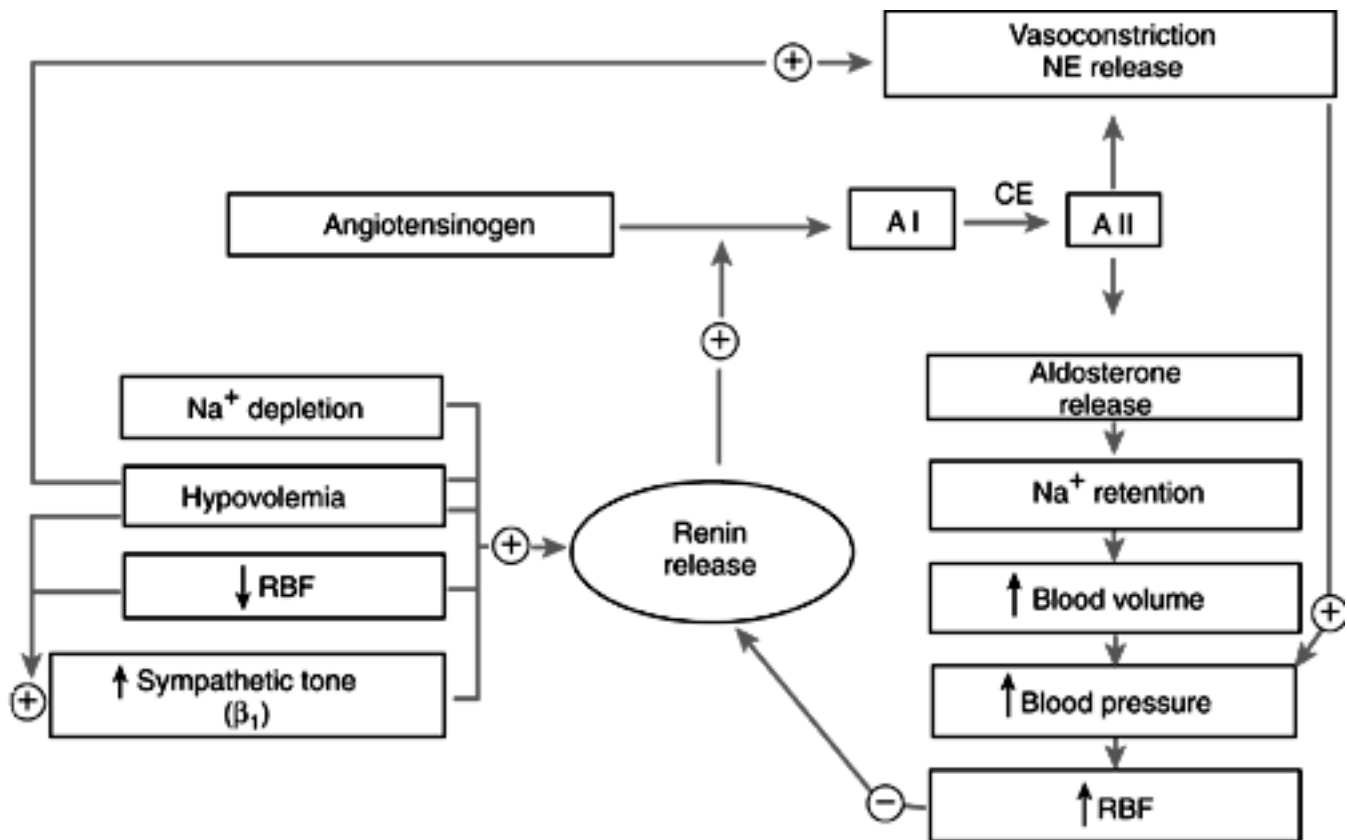 Vasoconstriction
NE release
+
Angiotensinogen
A I
CE
A II
+
Aldosterone
release
Na⁺ depletion
Na⁺ retention
Hypovolemia
Renin
release
+
↓ RBF
↑ Blood volume
+
↑ Sympathetic tone
(β₁)
+
↑ Blood pressure
−
↑ RBF